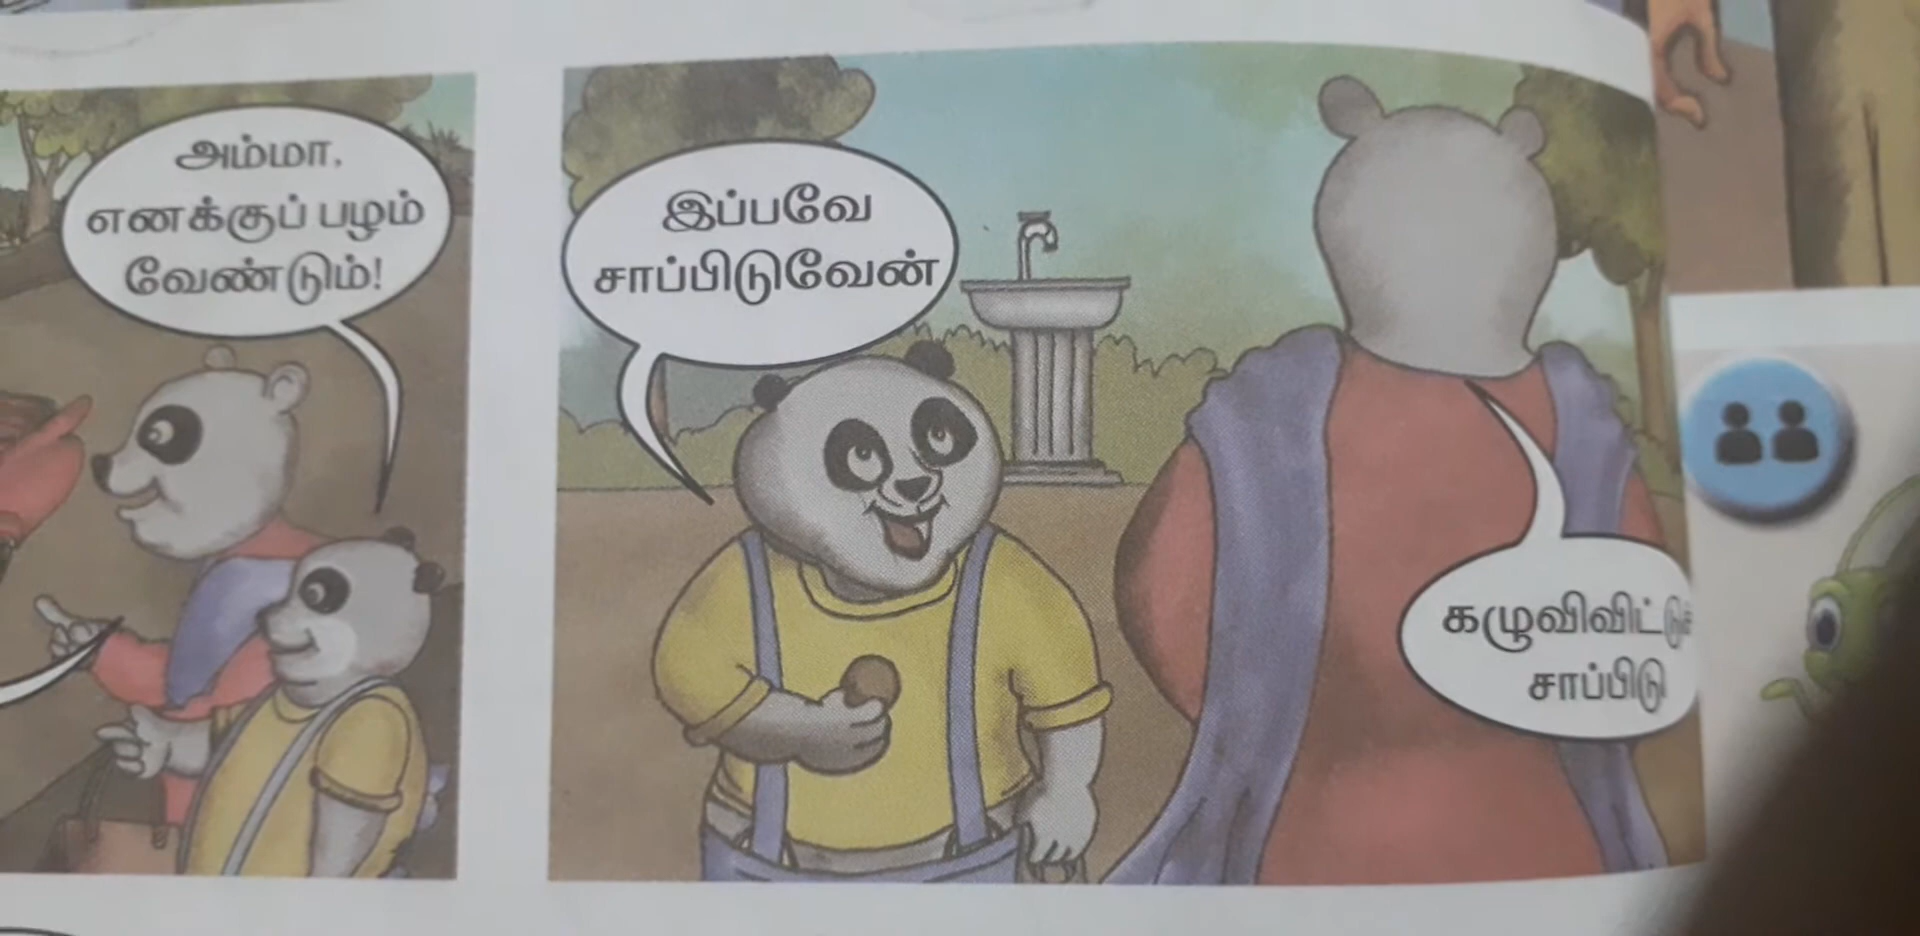 அம்மா,
எனக்குப் பழம்
வேண்டும்!
இப்பவே
சாப்பிடுவேன்
கழுவிவிட்டுச்
சாப்பிடு